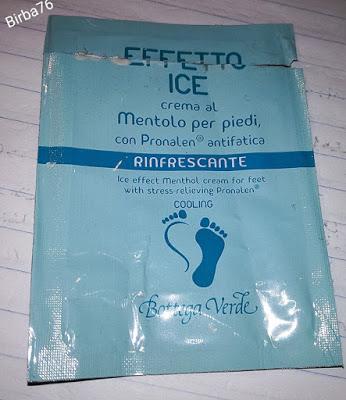 Birba76
EFFETTO
ICE
crema al
Mentolo per piedi,
con Pronalen® antifatica
RINFRESCANTE
Ice effect Menthol cream for feet
with stress-relieving Pronalen®
COOLING
Bottega Verde®